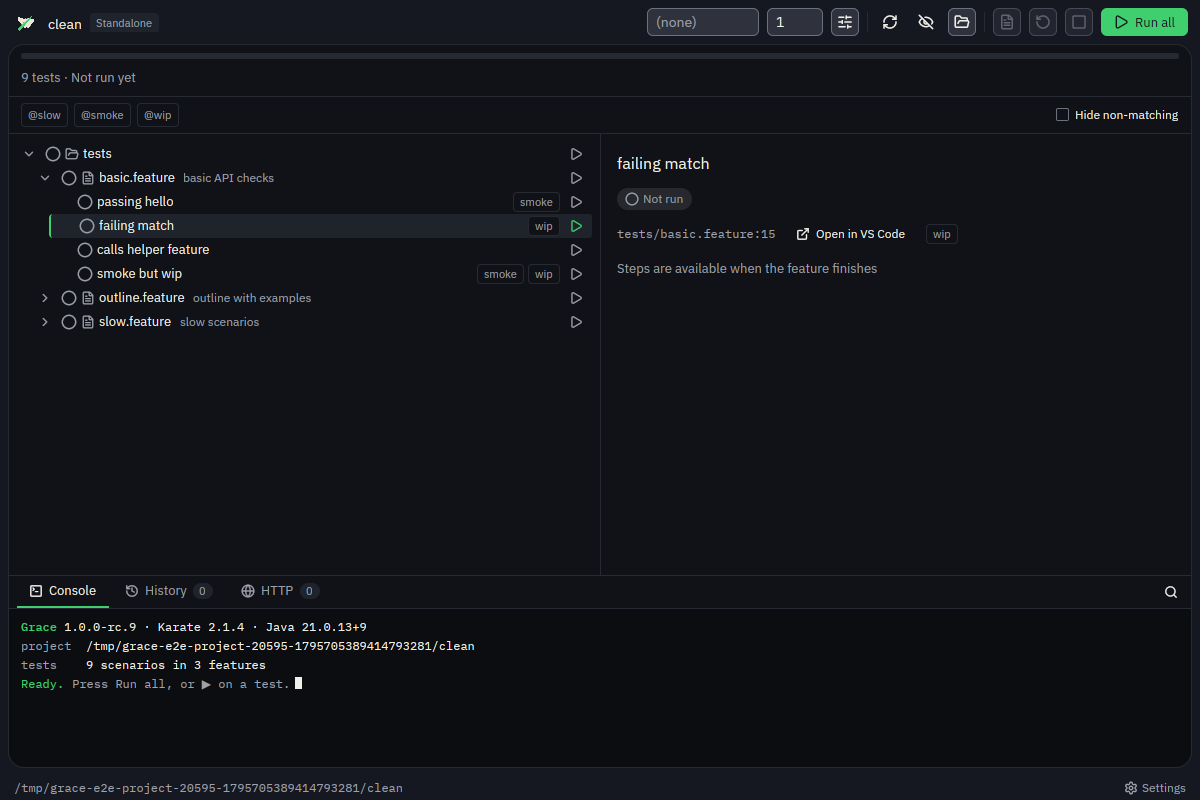 clean Standalone (none) 1 Run all
9 tests · Not run yet
@slow @smoke @wip Hide non-matching
tests
basic.feature basic API checks
passing hello smoke
failing match wip
calls helper feature
smoke but wip smoke wip
outline.feature outline with examples
slow.feature slow scenarios
failing match
Not run
tests/basic.feature:15 Open in VS Code wip
Steps are available when the feature finishes
Console History 0 HTTP 0
Grace 1.0.0-rc.9 · Karate 2.1.4 · Java 21.0.13+9
project /tmp/grace-e2e-project-20595-1795705389414793281/clean
tests 9 scenarios in 3 features
Ready. Press Run all, or ▶ on a test.
/tmp/grace-e2e-project-20595-1795705389414793281/clean Settings